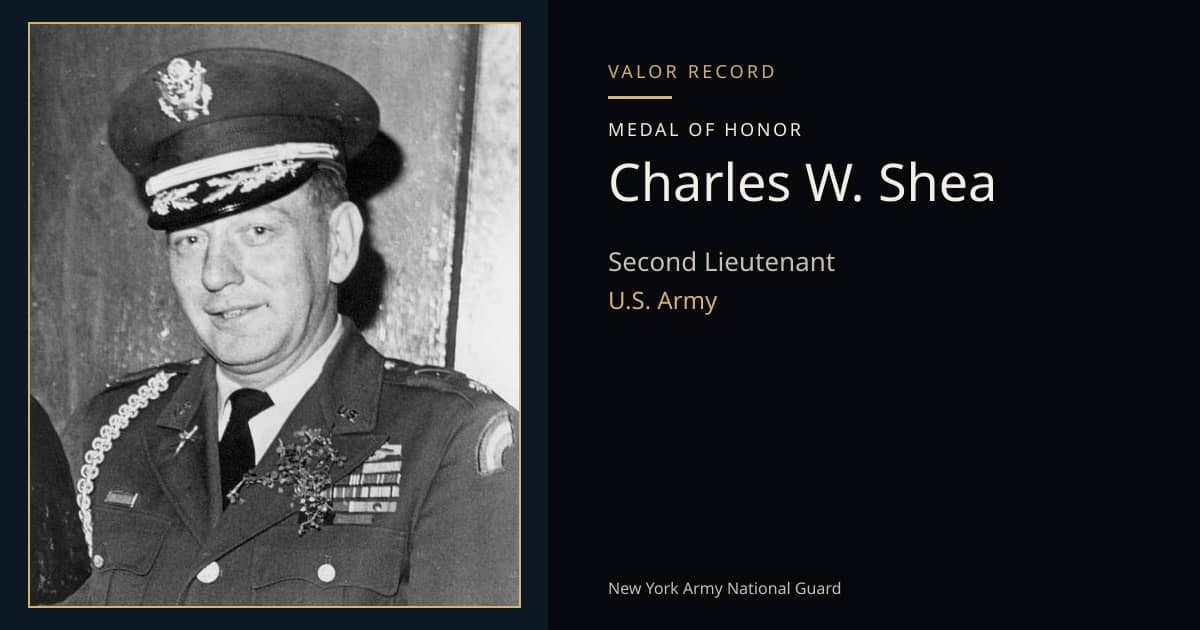 VALOR RECORD
MEDAL OF HONOR
Charles W. Shea
Second Lieutenant
U.S. Army
New York Army National Guard